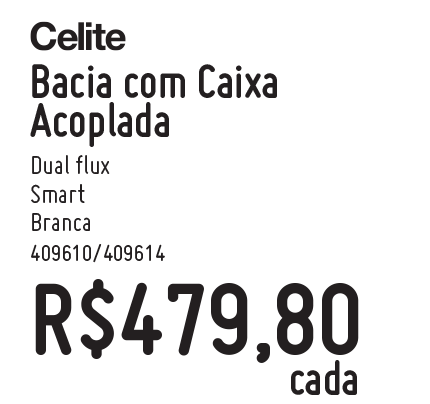 Celite
Bacia com Caixa
Acoplada
Dual flux
Smart
Branca
409610/409614
R$479,80
cada